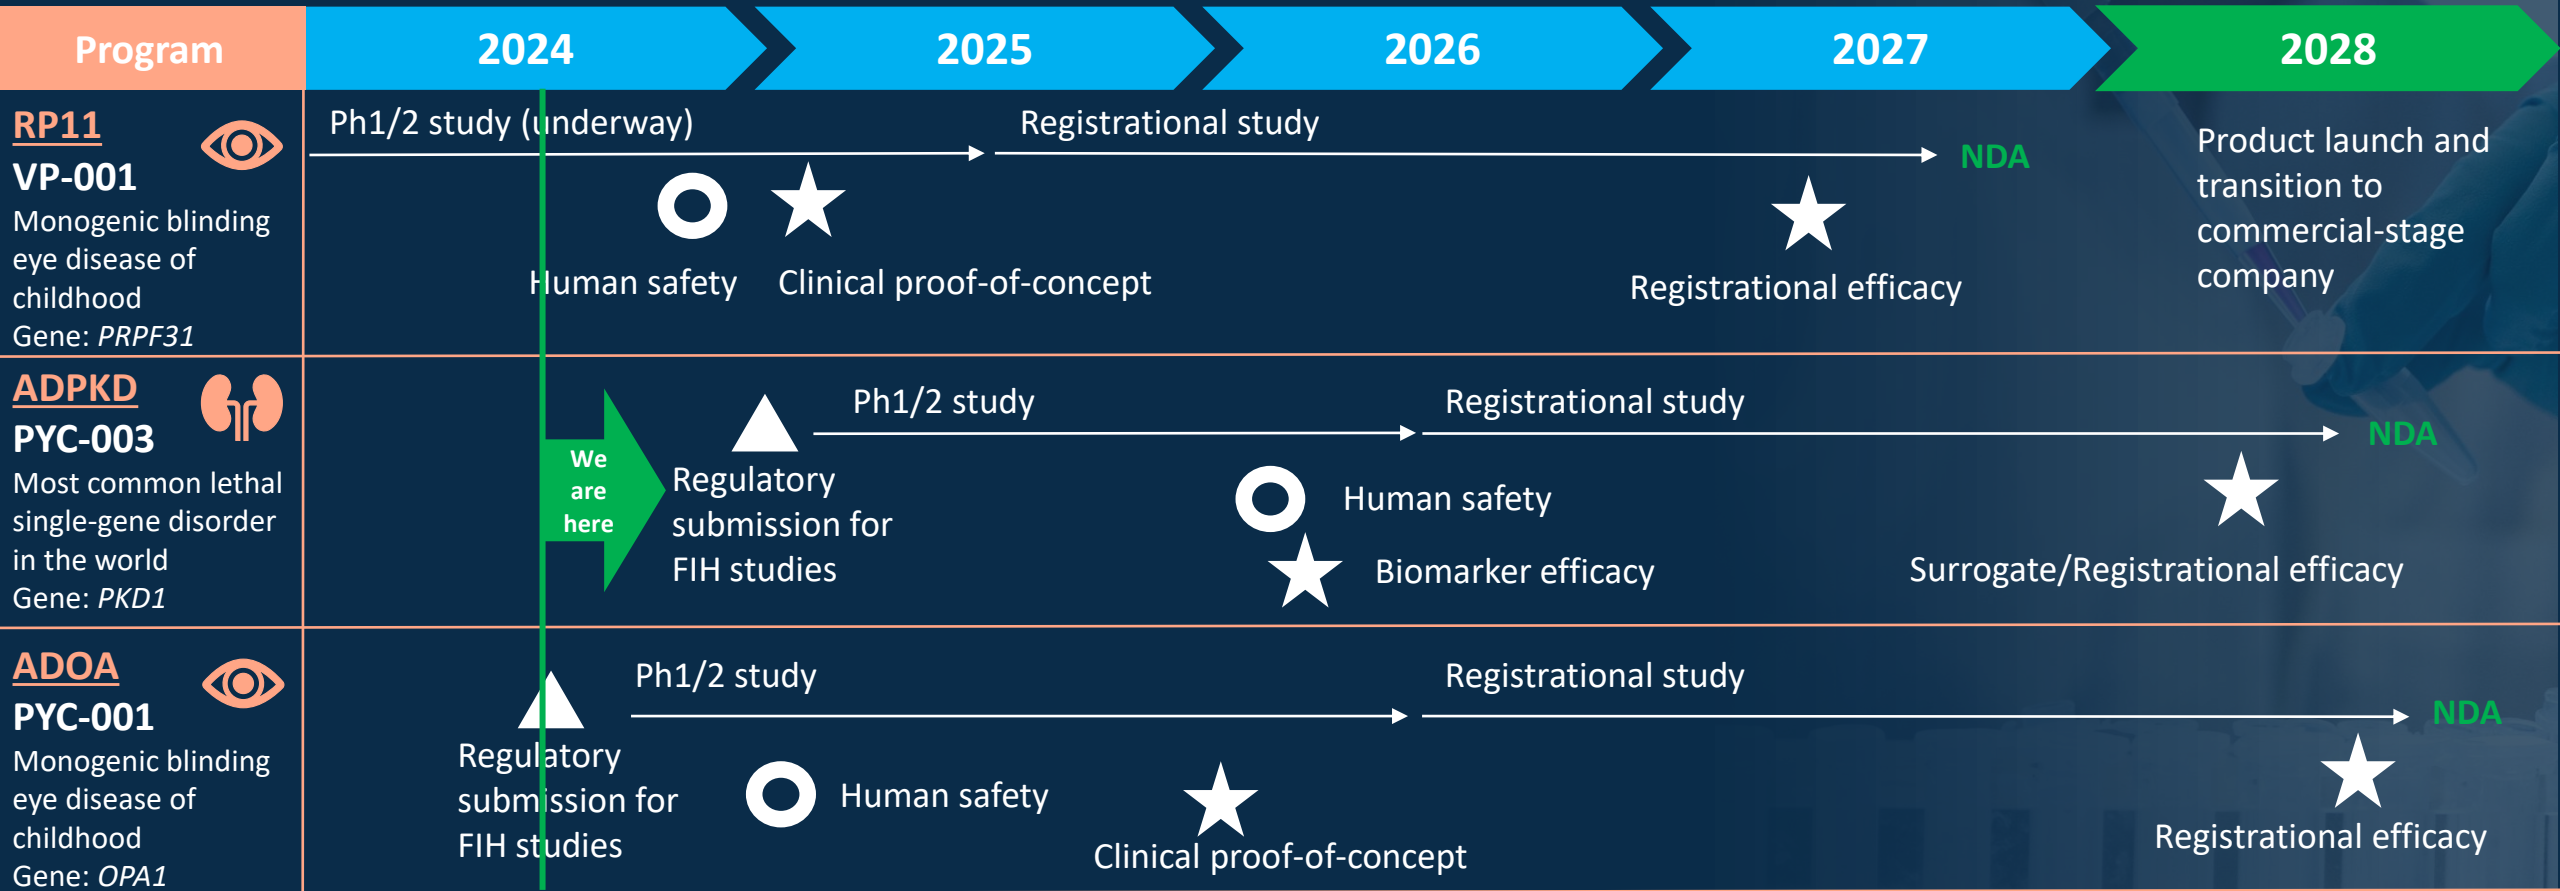 Program
2024
2025
2026
2027
2028
RP11
VP-001
Monogenic blinding
eye disease of
childhood
Gene: PRPF31
Ph1/2 study (underway)
Registrational study
NDA
Human safety
Clinical proof-of-concept
Registrational efficacy
Product launch and
transition to
commercial-stage
company
ADPKD
PYC-003
Most common lethal
single-gene disorder
in the world
Gene: PKD1
We
are
here
Regulatory
submission for
FIH studies
Ph1/2 study
Registrational study
NDA
Human safety
Biomarker efficacy
Surrogate/Registrational efficacy
ADOA
PYC-001
Monogenic blinding
eye disease of
childhood
Gene: OPA1
Regulatory
submission for
FIH studies
Ph1/2 study
Registrational study
NDA
Human safety
Clinical proof-of-concept
Registrational efficacy